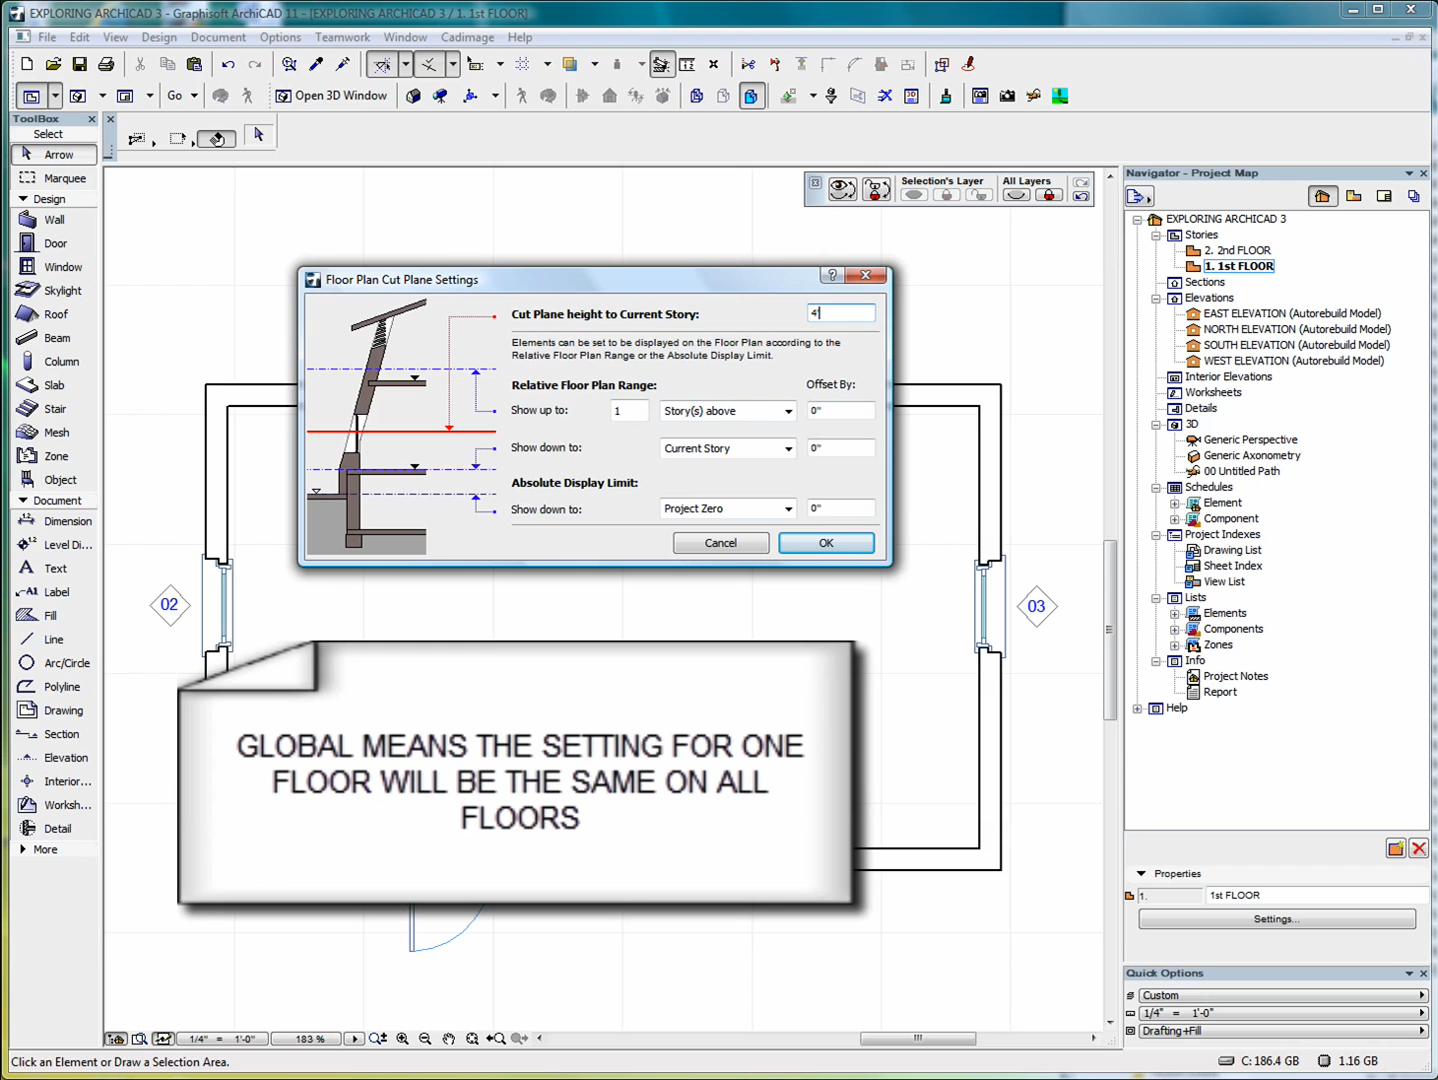 EXPLORING ARCHICAD 3 - Graphisoft ArchiCAD 11 - [EXPLORING ARCHICAD 3 / 1. 1st FLOOR]
File Edit View Design Document Options Teamwork Window Cadimage Help
Go Open 3D Window
ToolBox
Select
Arrow
Marquee
Design
Wall
Door
Window
Skylight
Roof
Beam
Column
Slab
Stair
Mesh
Zone
Object
Document
Dimension
Level Di...
Text
A1 Label
Fill
Line
Arc/Circle
Polyline
Drawing
Section
Elevation
Interior...
Worksh...
Detail
More
Selection's Layer All Layers
Floor Plan Cut Plane Settings
Cut Plane height to Current Story: 4'
Elements can be set to be displayed on the Floor Plan according to the
Relative Floor Plan Range or the Absolute Display Limit.
Relative Floor Plan Range: Offset By:
Show up to: 1 Story(s) above 0"
Show down to: Current Story 0"
Absolute Display Limit:
Show down to: Project Zero 0"
Cancel OK
02
03
GLOBAL MEANS THE SETTING FOR ONE
FLOOR WILL BE THE SAME ON ALL
FLOORS
Navigator - Project Map
EXPLORING ARCHICAD 3
Stories
2. 2nd FLOOR
1. 1st FLOOR
Sections
Elevations
EAST ELEVATION (Autorebuild Model)
NORTH ELEVATION (Autorebuild Model)
SOUTH ELEVATION (Autorebuild Model)
WEST ELEVATION (Autorebuild Model)
Interior Elevations
Worksheets
Details
3D
Generic Perspective
Generic Axonometry
00 Untitled Path
Schedules
Element
Component
Project Indexes
Drawing List
Sheet Index
View List
Lists
Elements
Components
Zones
Info
Project Notes
Report
Help
Properties
1. 1st FLOOR
Settings...
Quick Options
Custom
1/4" = 1'-0"
Drafting+Fill
1/4" = 1'-0" 183 %
Click an Element or Draw a Selection Area.
C: 186.4 GB 1.16 GB